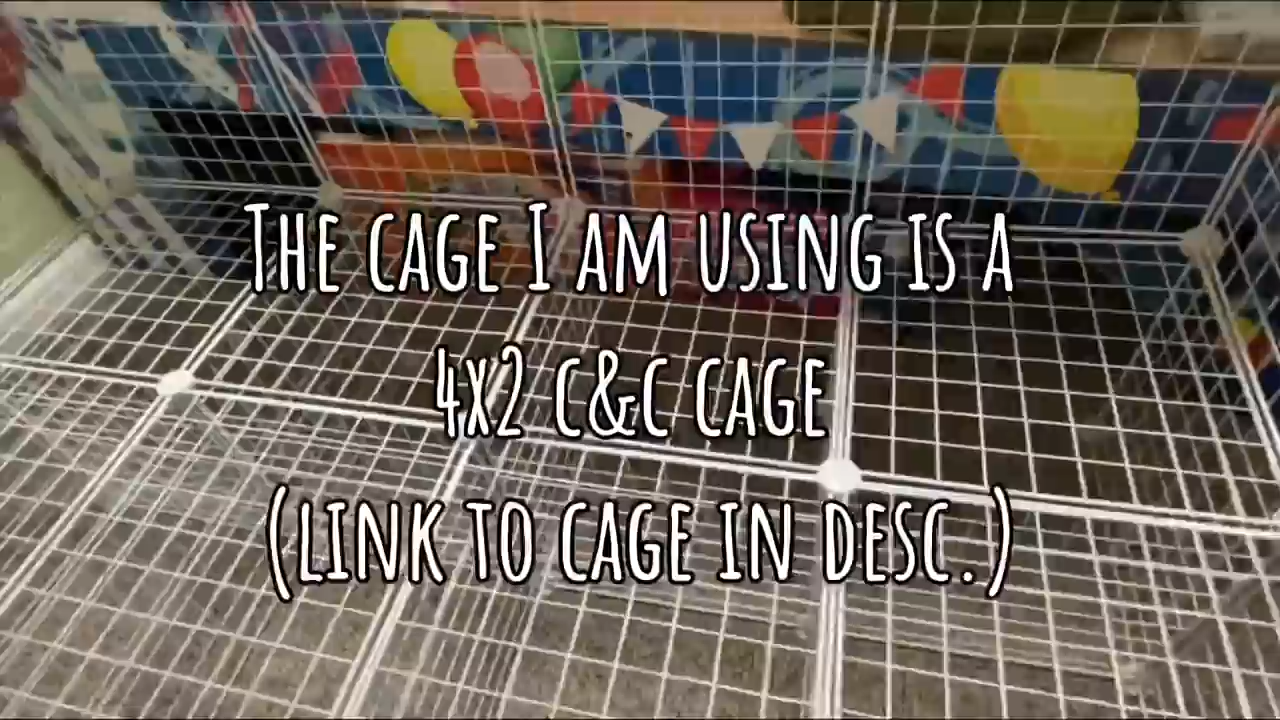 The cage I am using is a
4x2 c&c cage
(link to cage in desc.)